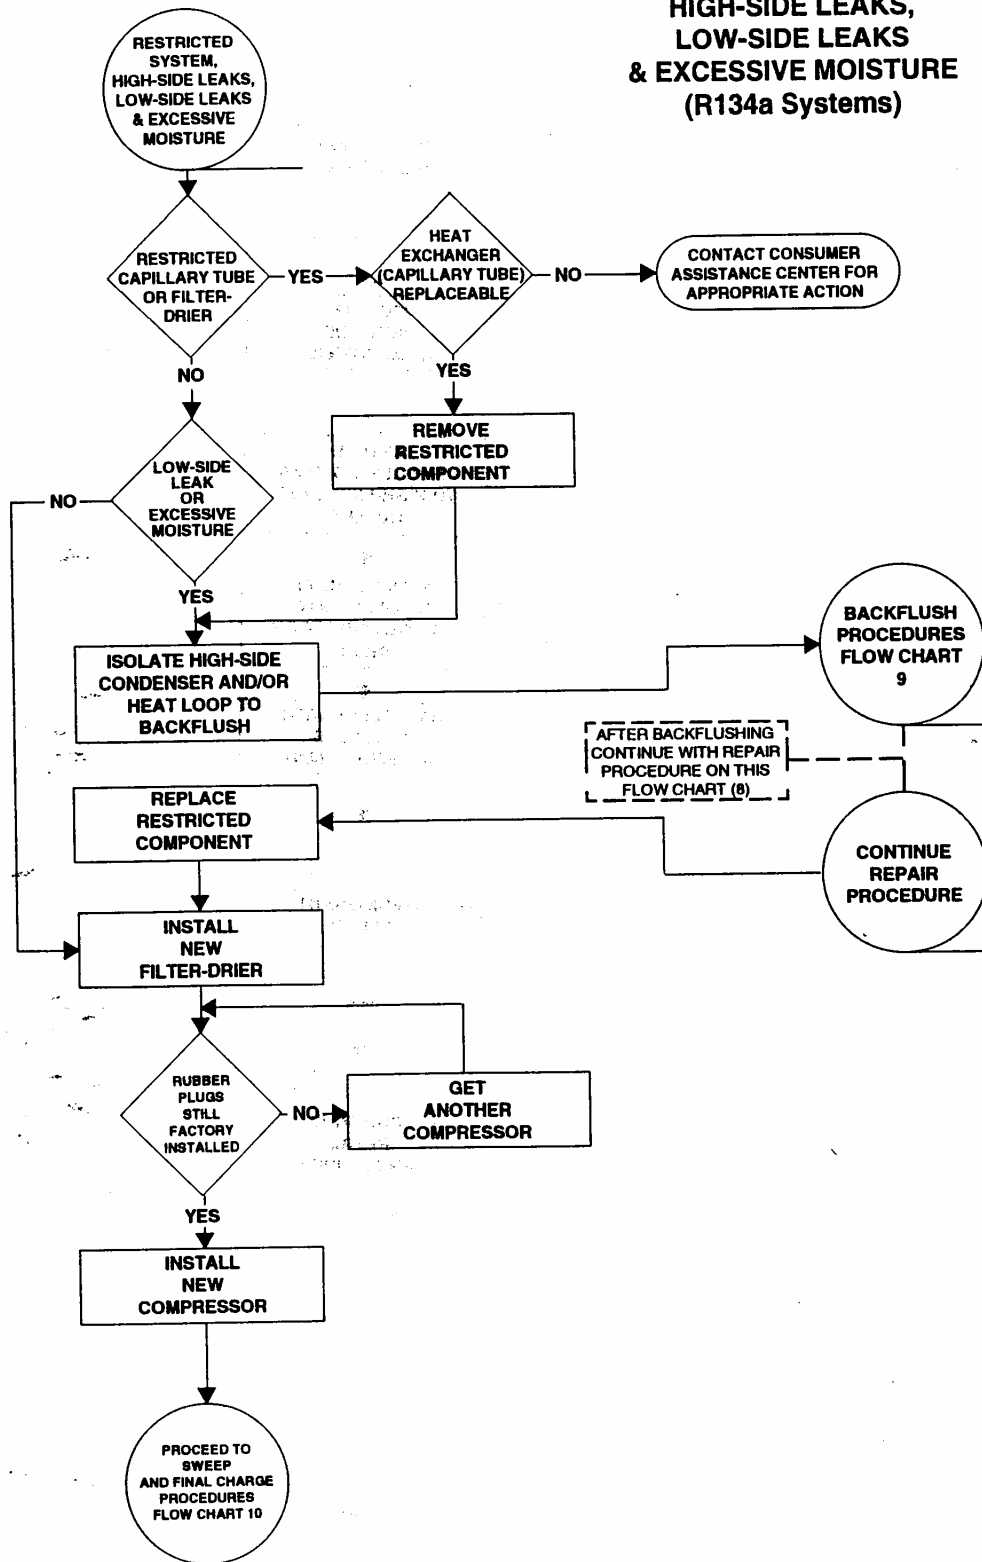 HIGH-SIDE LEAKS,
LOW-SIDE LEAKS
& EXCESSIVE MOISTURE
(R134a Systems)
RESTRICTED
SYSTEM,
HIGH-SIDE LEAKS,
LOW-SIDE LEAKS
& EXCESSIVE
MOISTURE
RESTRICTED
CAPILLARY TUBE
OR FILTER-
DRIER
YES
HEAT
EXCHANGER
(CAPILLARY TUBE)
REPLACEABLE
NO
CONTACT CONSUMER
ASSISTANCE CENTER FOR
APPROPRIATE ACTION
NO
YES
REMOVE
RESTRICTED
COMPONENT
LOW-SIDE
LEAK
OR
EXCESSIVE
MOISTURE
NO
YES
ISOLATE HIGH-SIDE
CONDENSER AND/OR
HEAT LOOP TO
BACKFLUSH
BACKFLUSH
PROCEDURES
FLOW CHART
9
AFTER BACKFLUSHING
CONTINUE WITH REPAIR
PROCEDURE ON THIS
FLOW CHART (8)
CONTINUE
REPAIR
PROCEDURE
REPLACE
RESTRICTED
COMPONENT
INSTALL
NEW
FILTER-DRIER
RUBBER
PLUGS
STILL
FACTORY
INSTALLED
NO
GET
ANOTHER
COMPRESSOR
YES
INSTALL
NEW
COMPRESSOR
PROCEED TO
SWEEP
AND FINAL CHARGE
PROCEDURES
FLOW CHART 10